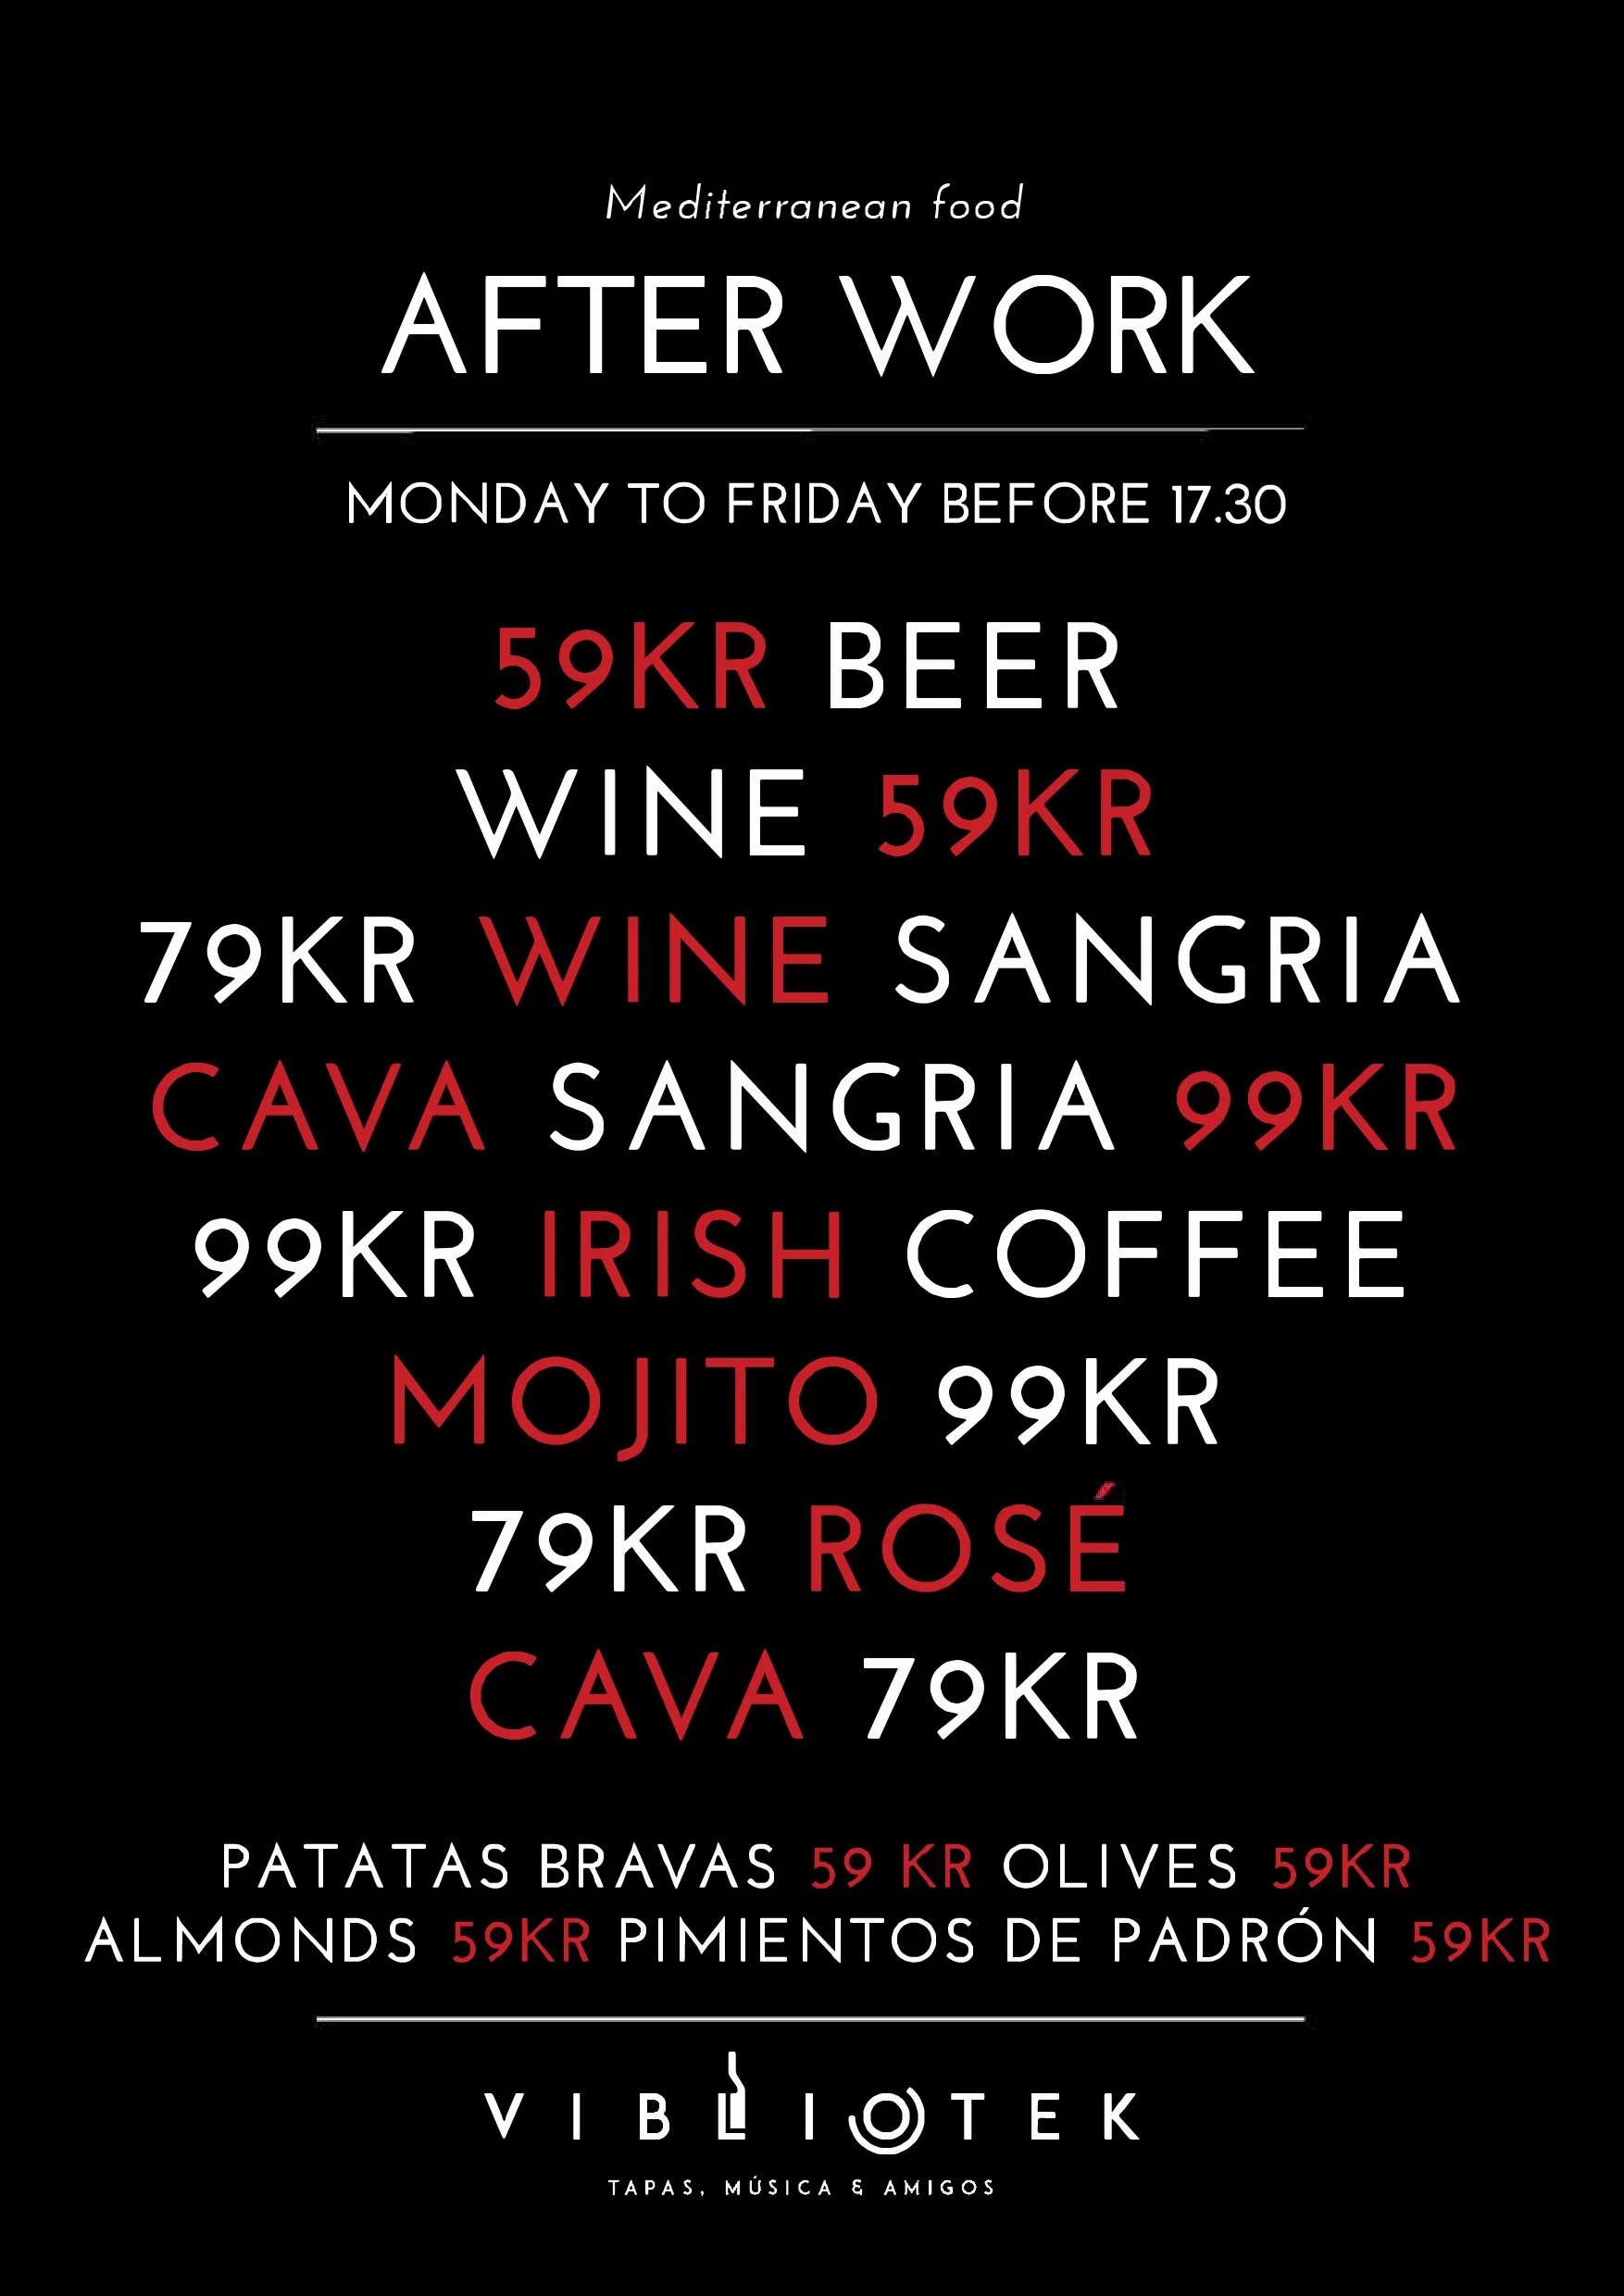 Mediterranean food
AFTER WORK
MONDAY TO FRIDAY BEFORE 17.30
59KR BEER
WINE 59KR
79KR WINE SANGRIA
CAVA SANGRIA 99KR
99KR IRISH COFFEE
MOJITO 99KR
79KR ROSÉ
CAVA 79KR
PATATAS BRAVAS 59 KR OLIVES 59KR
ALMONDS 59KR PIMIENTOS DE PADRÓN 59KR
VIBLIOTEK
TAPAS, MÚSICA & AMIGOS